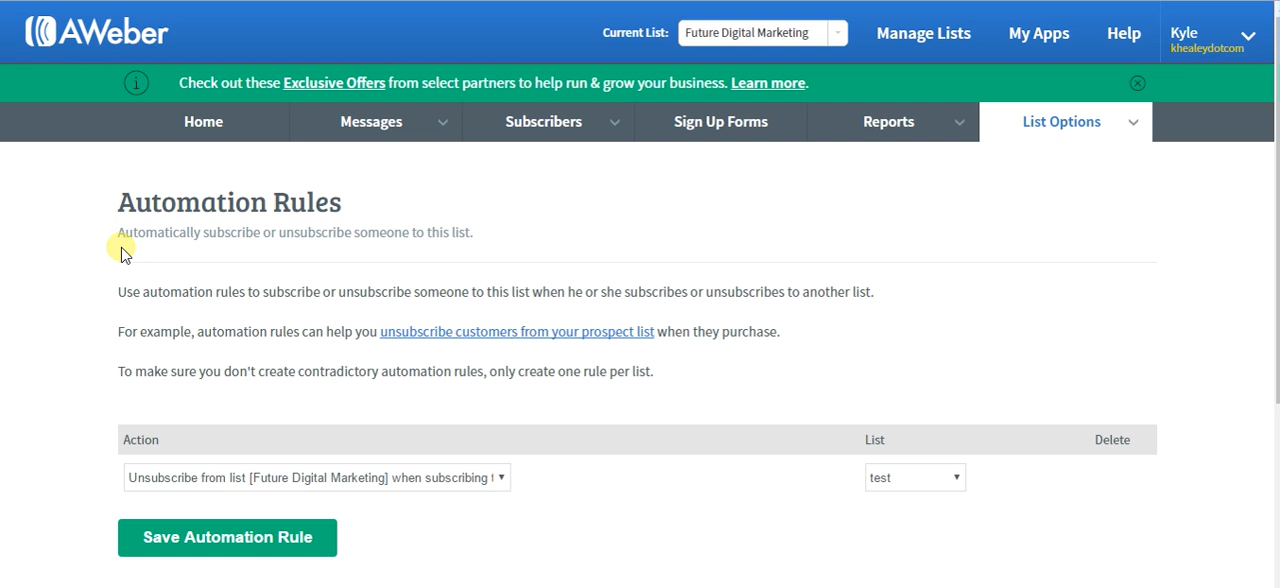 AWeber
Current List: Future Digital Marketing
Manage Lists
My Apps
Help
Kyle
khealeydotcom
Check out these Exclusive Offers from select partners to help run & grow your business. Learn more.
Home
Messages
Subscribers
Sign Up Forms
Reports
List Options
Automation Rules
Automatically subscribe or unsubscribe someone to this list.
Use automation rules to subscribe or unsubscribe someone to this list when he or she subscribes or unsubscribes to another list.
For example, automation rules can help you unsubscribe customers from your prospect list when they purchase.
To make sure you don't create contradictory automation rules, only create one rule per list.
Action List Delete
Unsubscribe from list [Future Digital Marketing] when subscribing
test
Save Automation Rule